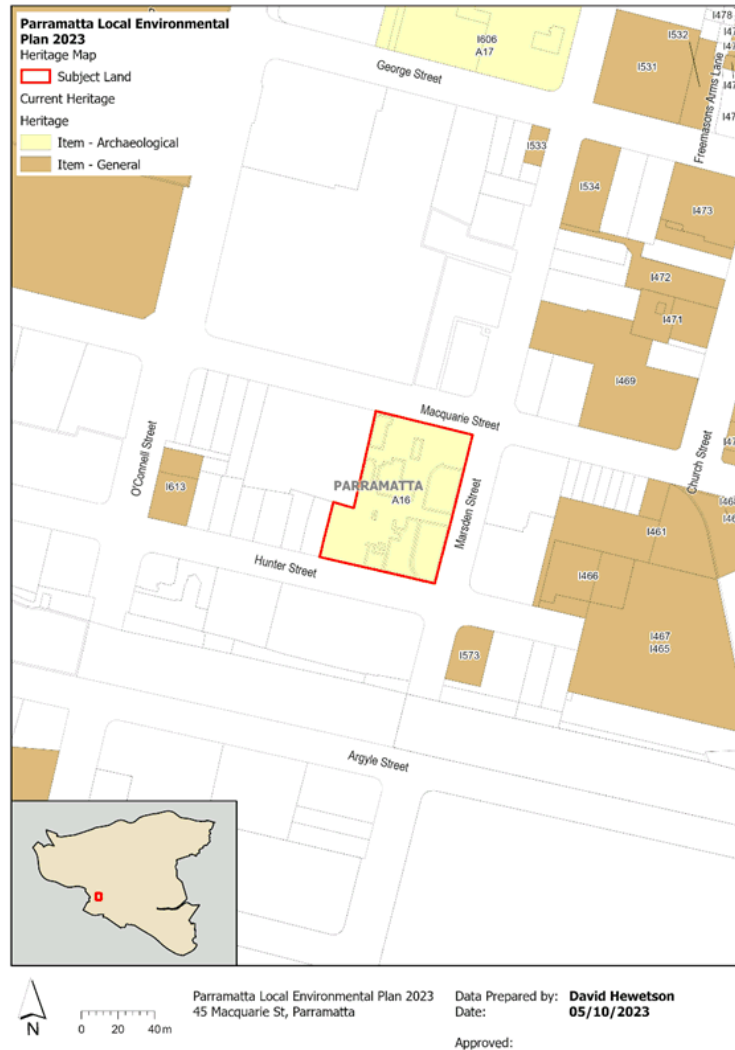 Parramatta Local Environmental
Plan 2023
Heritage Map
Subject Land
Current Heritage
Heritage
Item - Archaeological
Item - General
I606
A17
George Street
I532
I478
I531
Freemasons Arms Lane
I533
I534
I473
I472
I471
I469
Macquarie Street
Church Street
O'Connell Street
I613
PARRAMATTA
A16
Marsden Street
I461
I466
Hunter Street
I467
I465
I573
Argyle Street
N
0 20 40 m
Parramatta Local Environmental Plan 2023
45 Macquarie St, Parramatta
Data Prepared by: David Hewetson
Date: 05/10/2023
Approved: